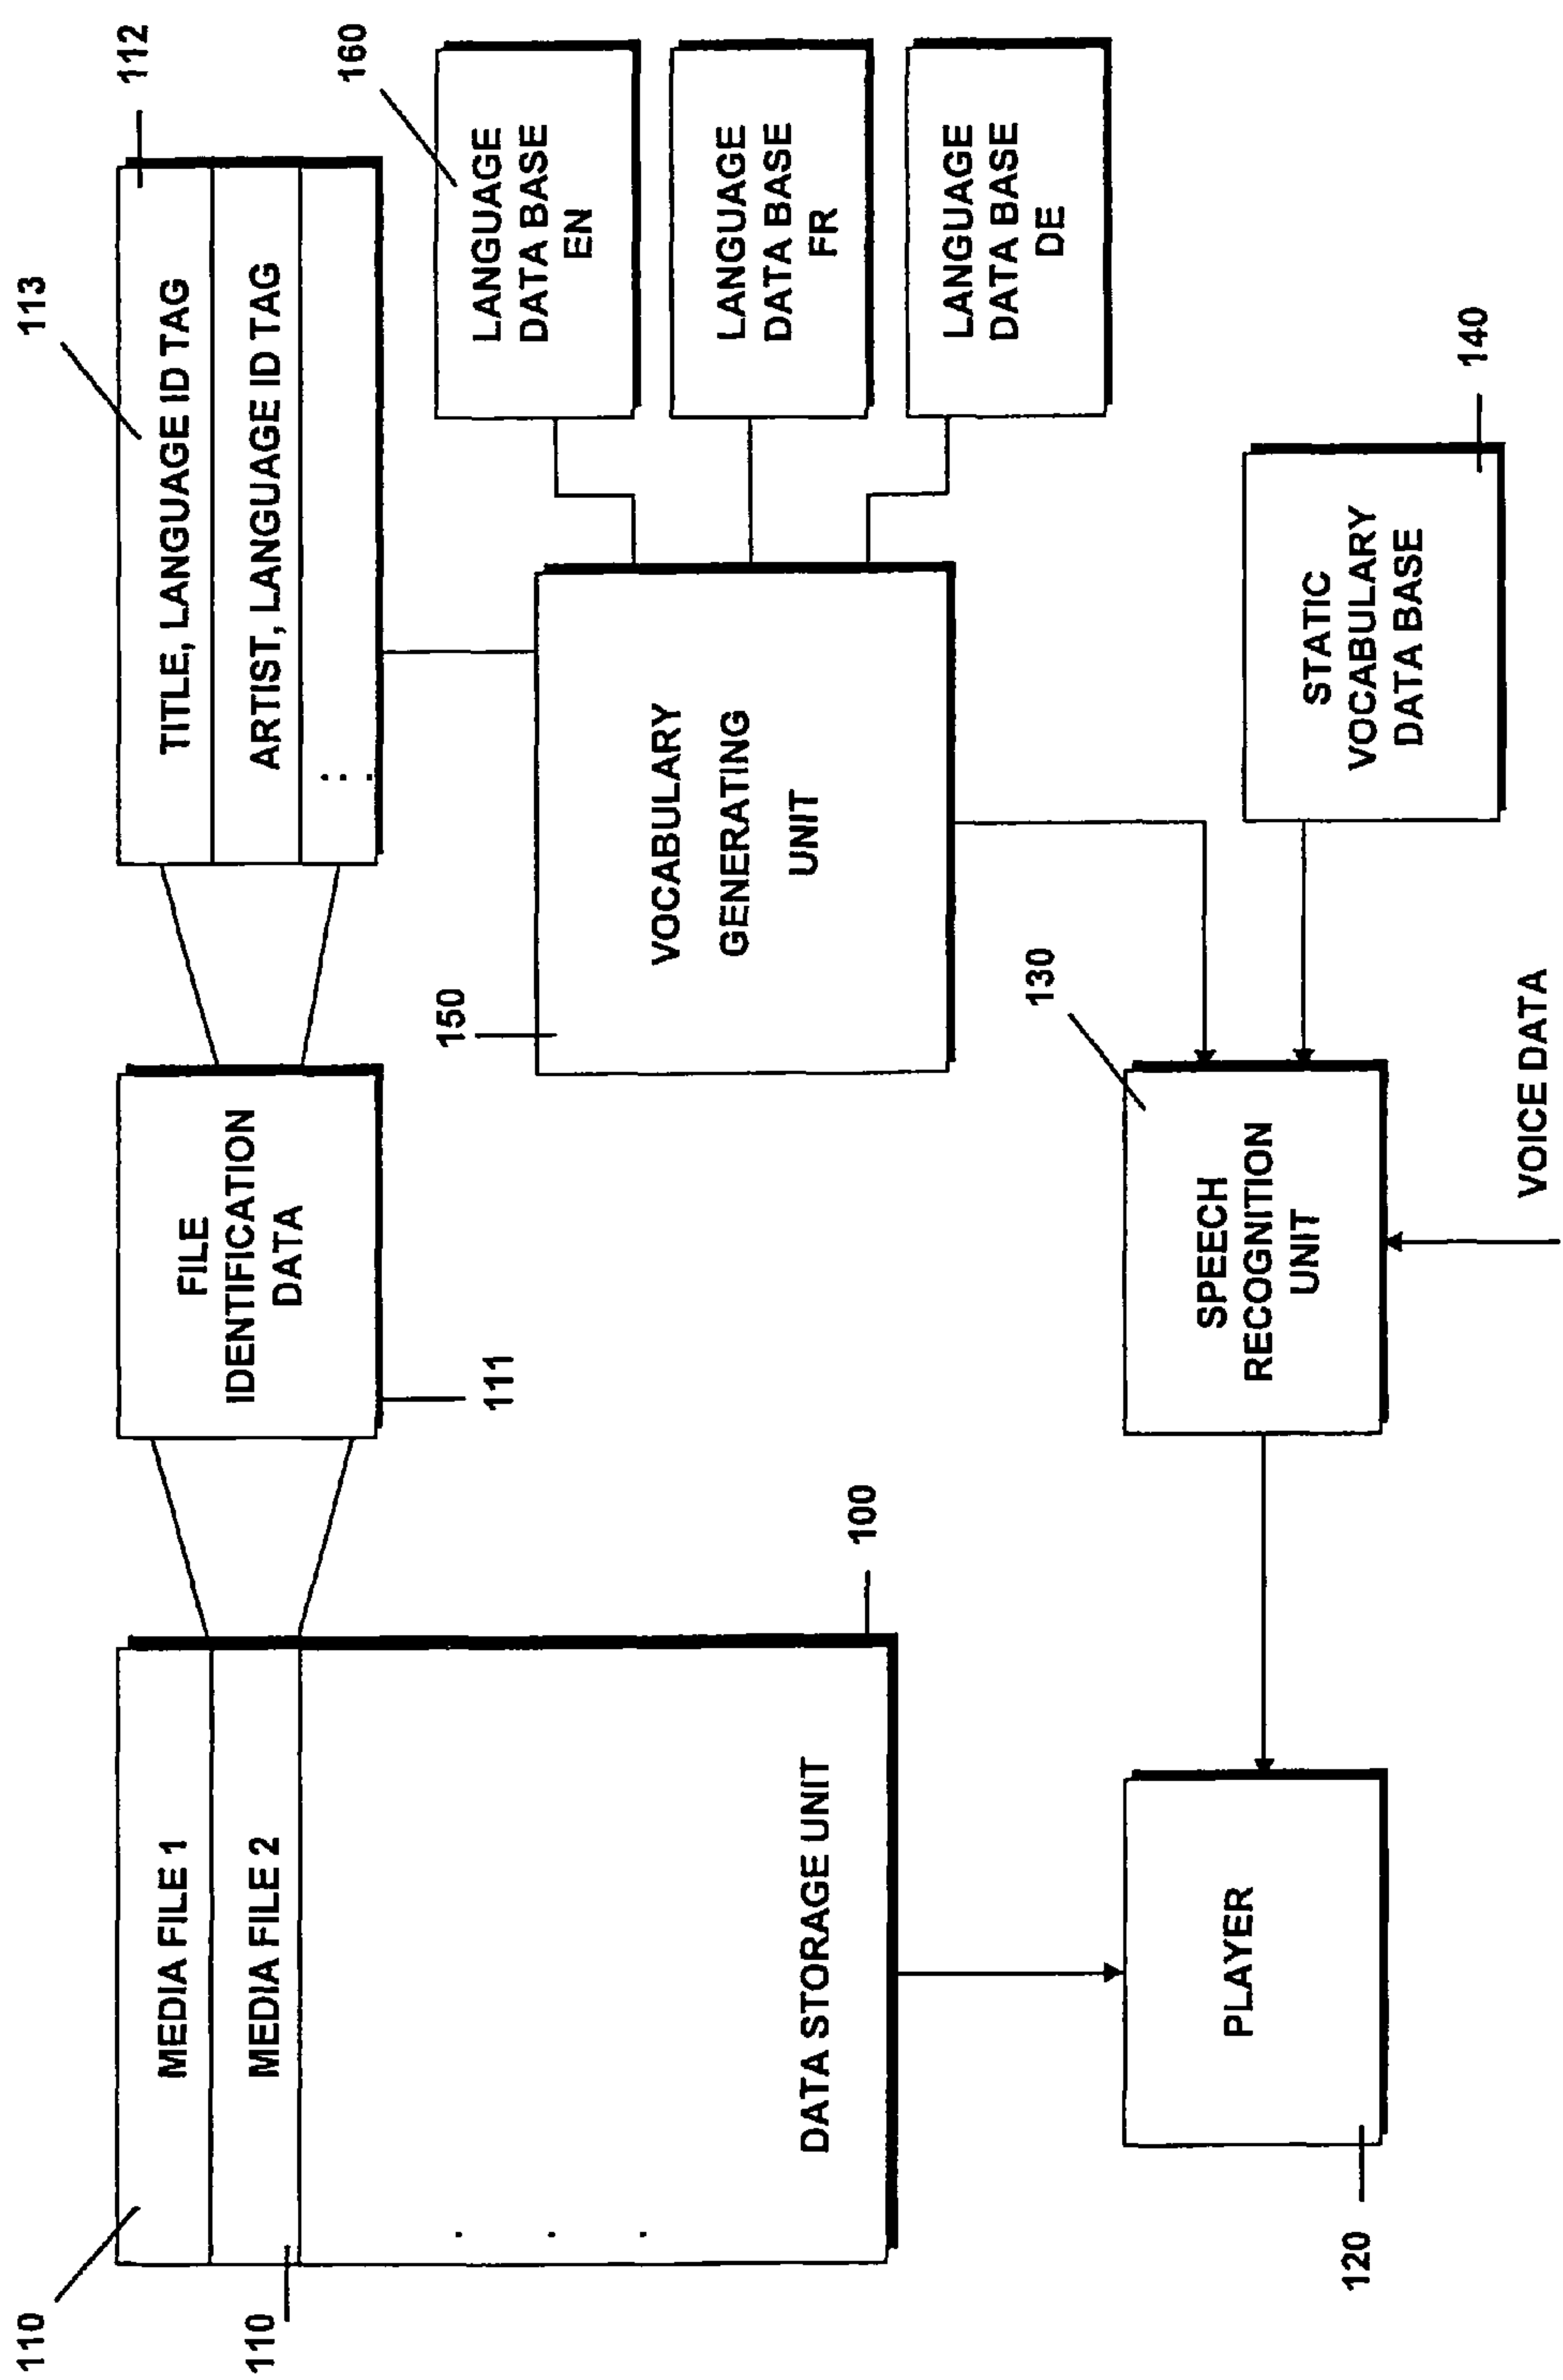 110
MEDIA FILE 1
110
MEDIA FILE 2
.
.
.
DATA STORAGE UNIT
100
FILE
IDENTIFICATION
DATA
111
113
112
TITLE, LANGUAGE ID TAG
ARTIST, LANGUAGE ID TAG
:
.
150
VOCABULARY
GENERATING
UNIT
160
LANGUAGE
DATA BASE
EN
LANGUAGE
DATA BASE
FR
LANGUAGE
DATA BASE
DE
120
PLAYER
130
SPEECH
RECOGNITION
UNIT
140
STATIC
VOCABULARY
DATA BASE
VOICE DATA